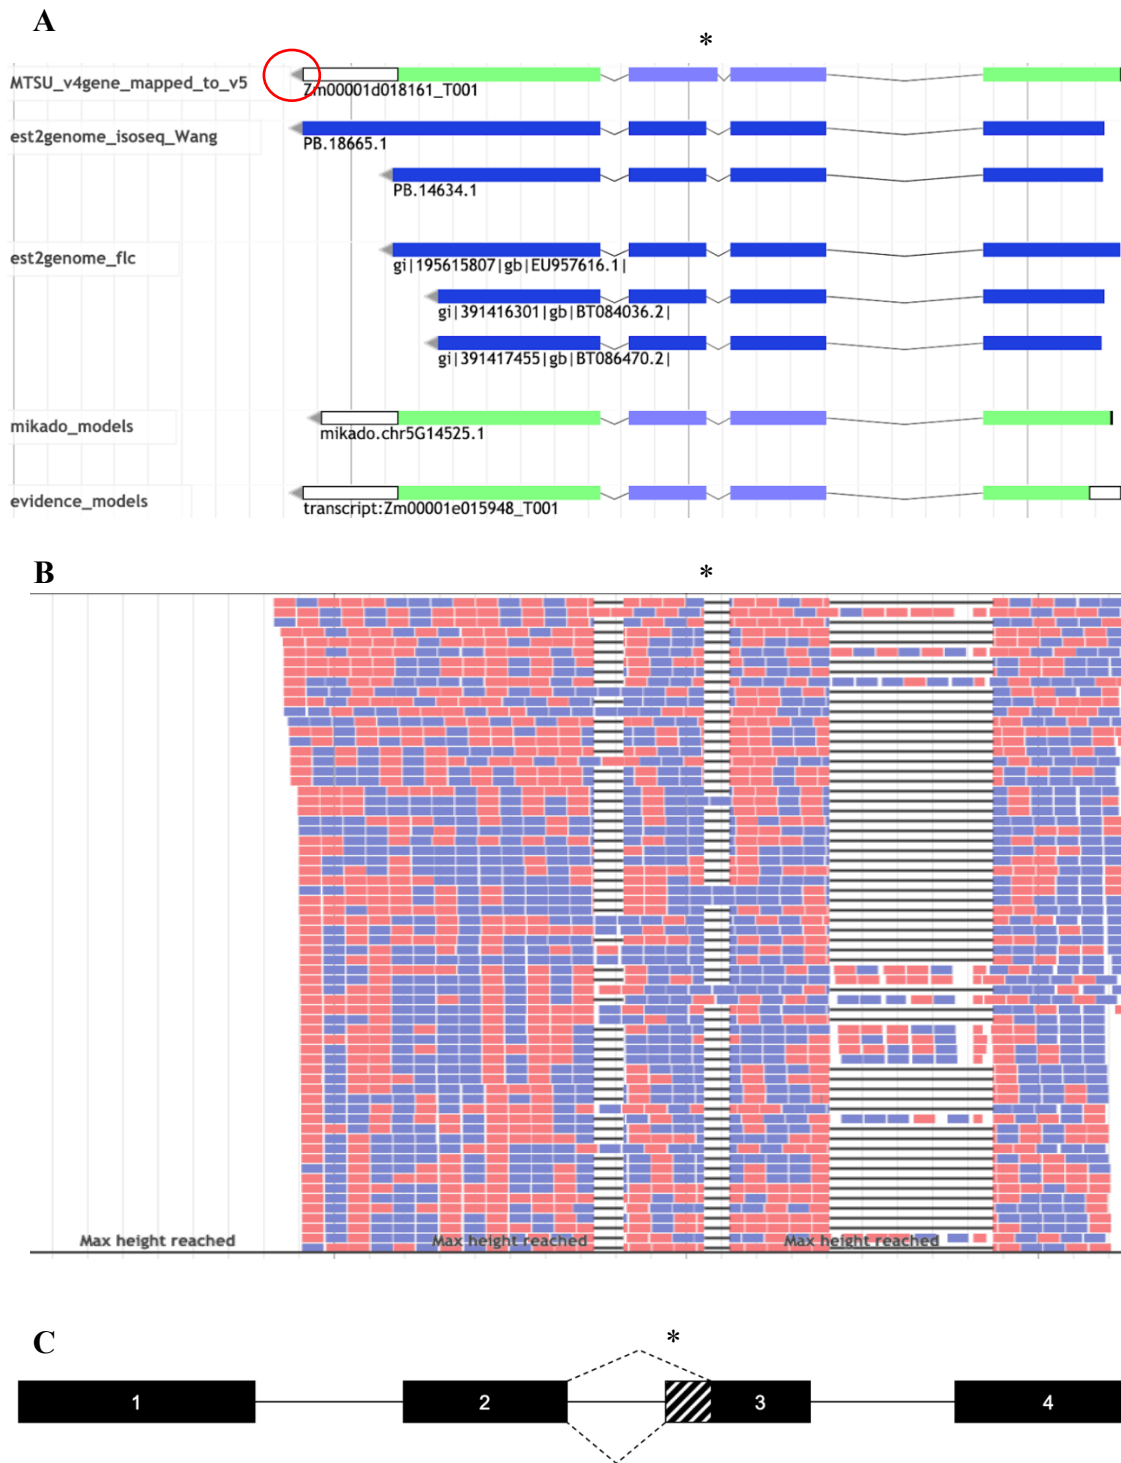 A
*
MTSU_v4gene_mapped_to_v5
Zm00001d018161_T001
est2genome_isoseq_Wang
PB.18665.1
PB.14634.1
est2genome_flc
gi|195615807|gb|EU957616.1|
gi|391416301|gb|BT084036.2|
gi|391417455|gb|BT086470.2|
mikado_models
mikado.chr5G14525.1
evidence_models
transcript:Zm00001e015948_T001
B
*
Max height reached Max height reached Max height reached
C
*
1 2 3 4